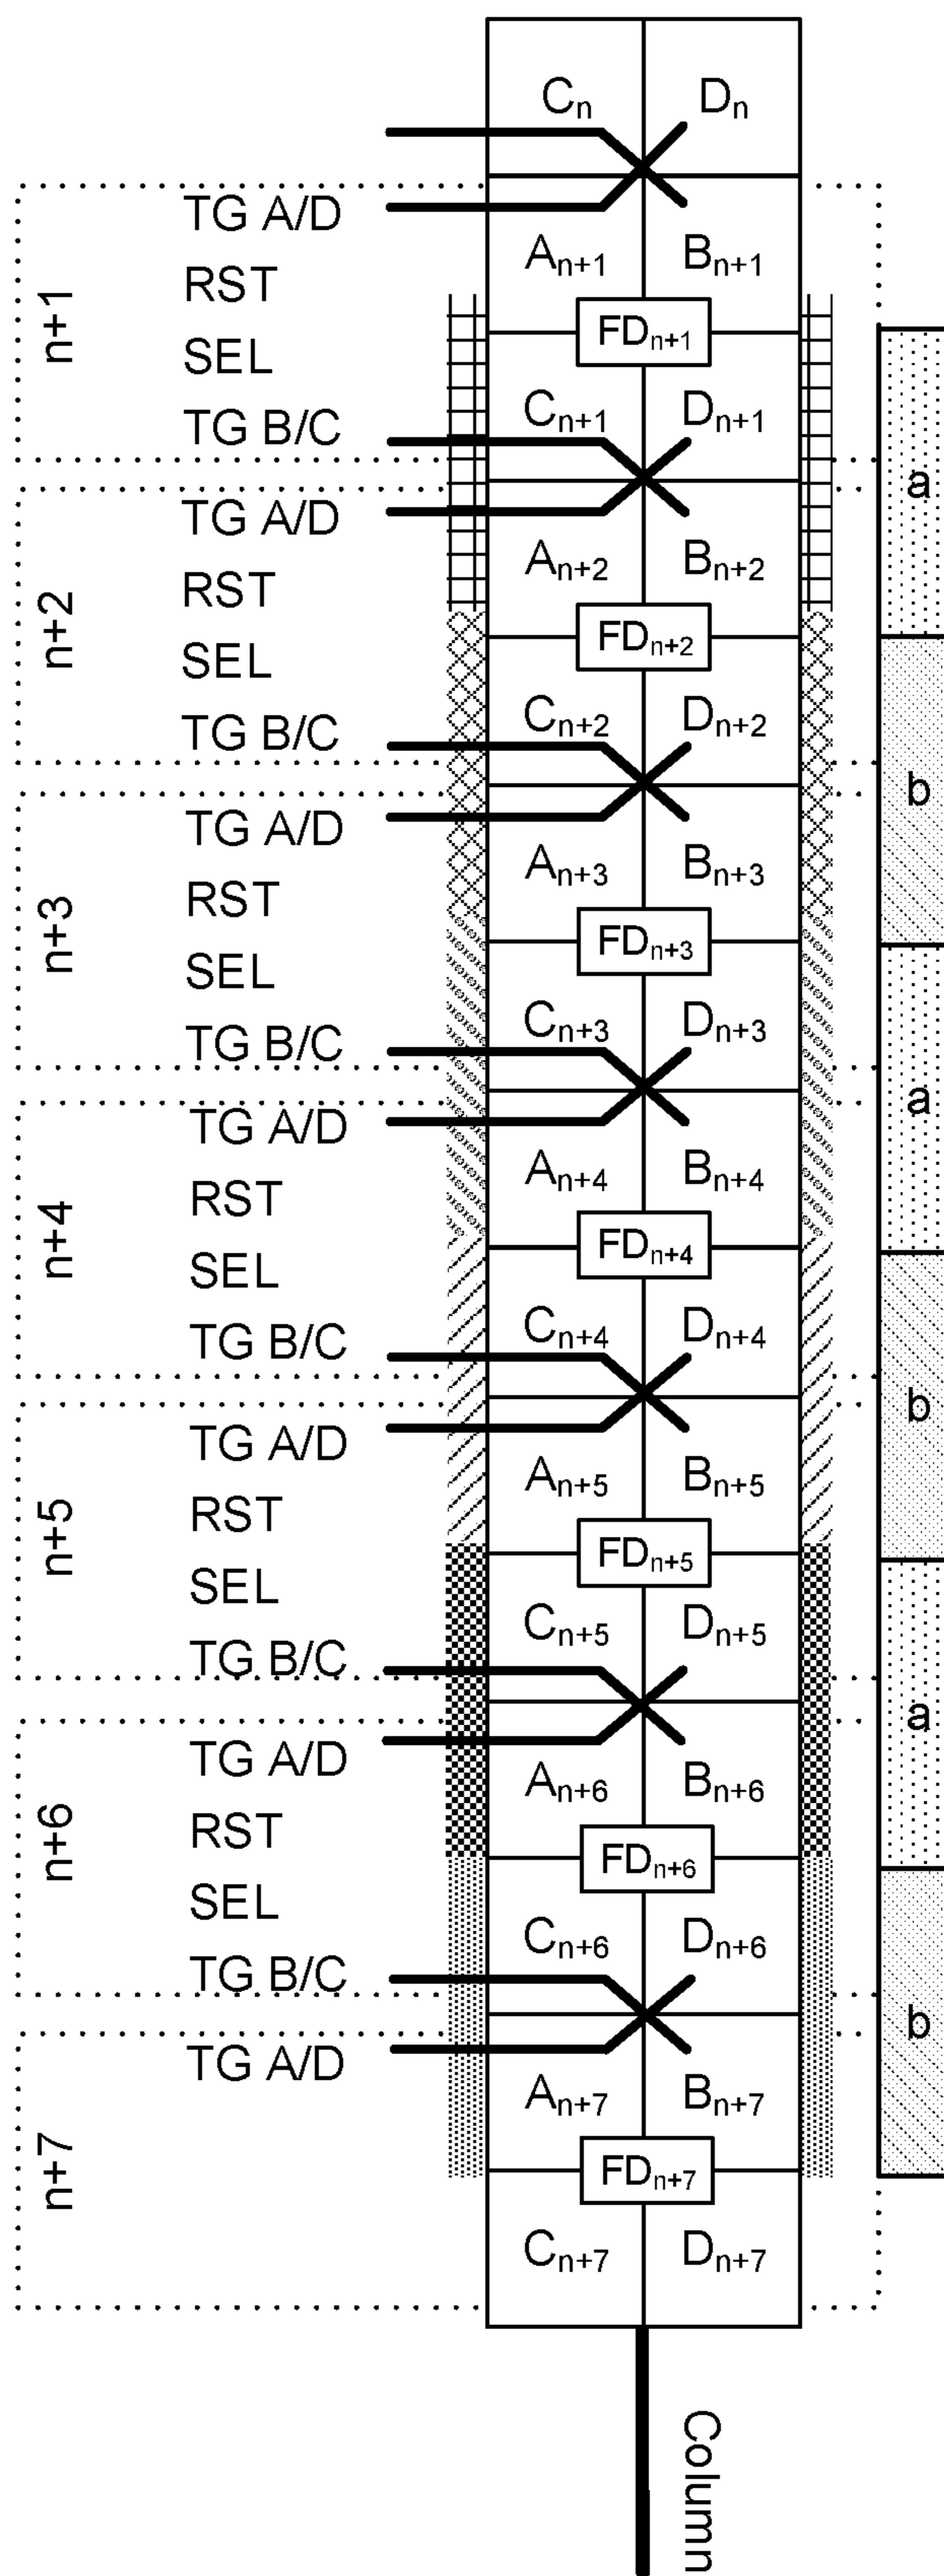 Cn Dn
n+1
TG A/D
An+1 Bn+1
RST
FDn+1
SEL
Cn+1 Dn+1
TG B/C
a
n+2
TG A/D
An+2 Bn+2
RST
FDn+2
SEL
Cn+2 Dn+2
TG B/C
b
n+3
TG A/D
An+3 Bn+3
RST
FDn+3
SEL
Cn+3 Dn+3
TG B/C
a
n+4
TG A/D
An+4 Bn+4
RST
FDn+4
SEL
Cn+4 Dn+4
TG B/C
b
n+5
TG A/D
An+5 Bn+5
RST
FDn+5
SEL
Cn+5 Dn+5
TG B/C
a
n+6
TG A/D
An+6 Bn+6
RST
FDn+6
SEL
Cn+6 Dn+6
TG B/C
b
n+7
TG A/D
An+7 Bn+7
FDn+7
Cn+7 Dn+7
Column